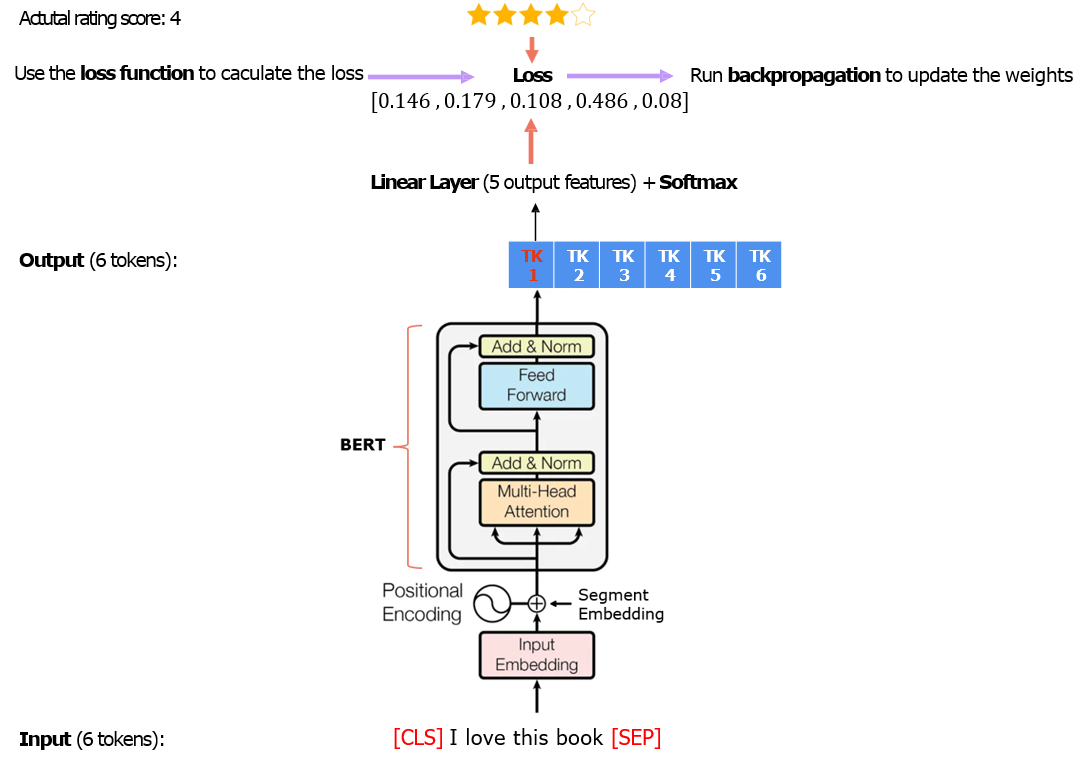 Actutal rating score: 4
Use the loss function to caculate the loss
Loss
Run backpropagation to update the weights
[0.146 , 0.179 , 0.108 , 0.486 , 0.08]
Linear Layer (5 output features) + Softmax
Output (6 tokens):
TK 1
TK 2
TK 3
TK 4
TK 5
TK 6
Add & Norm
Feed
Forward
BERT
Add & Norm
Multi-Head
Attention
Positional
Encoding
Segment
Embedding
Input
Embedding
Input (6 tokens):
[CLS] I love this book [SEP]